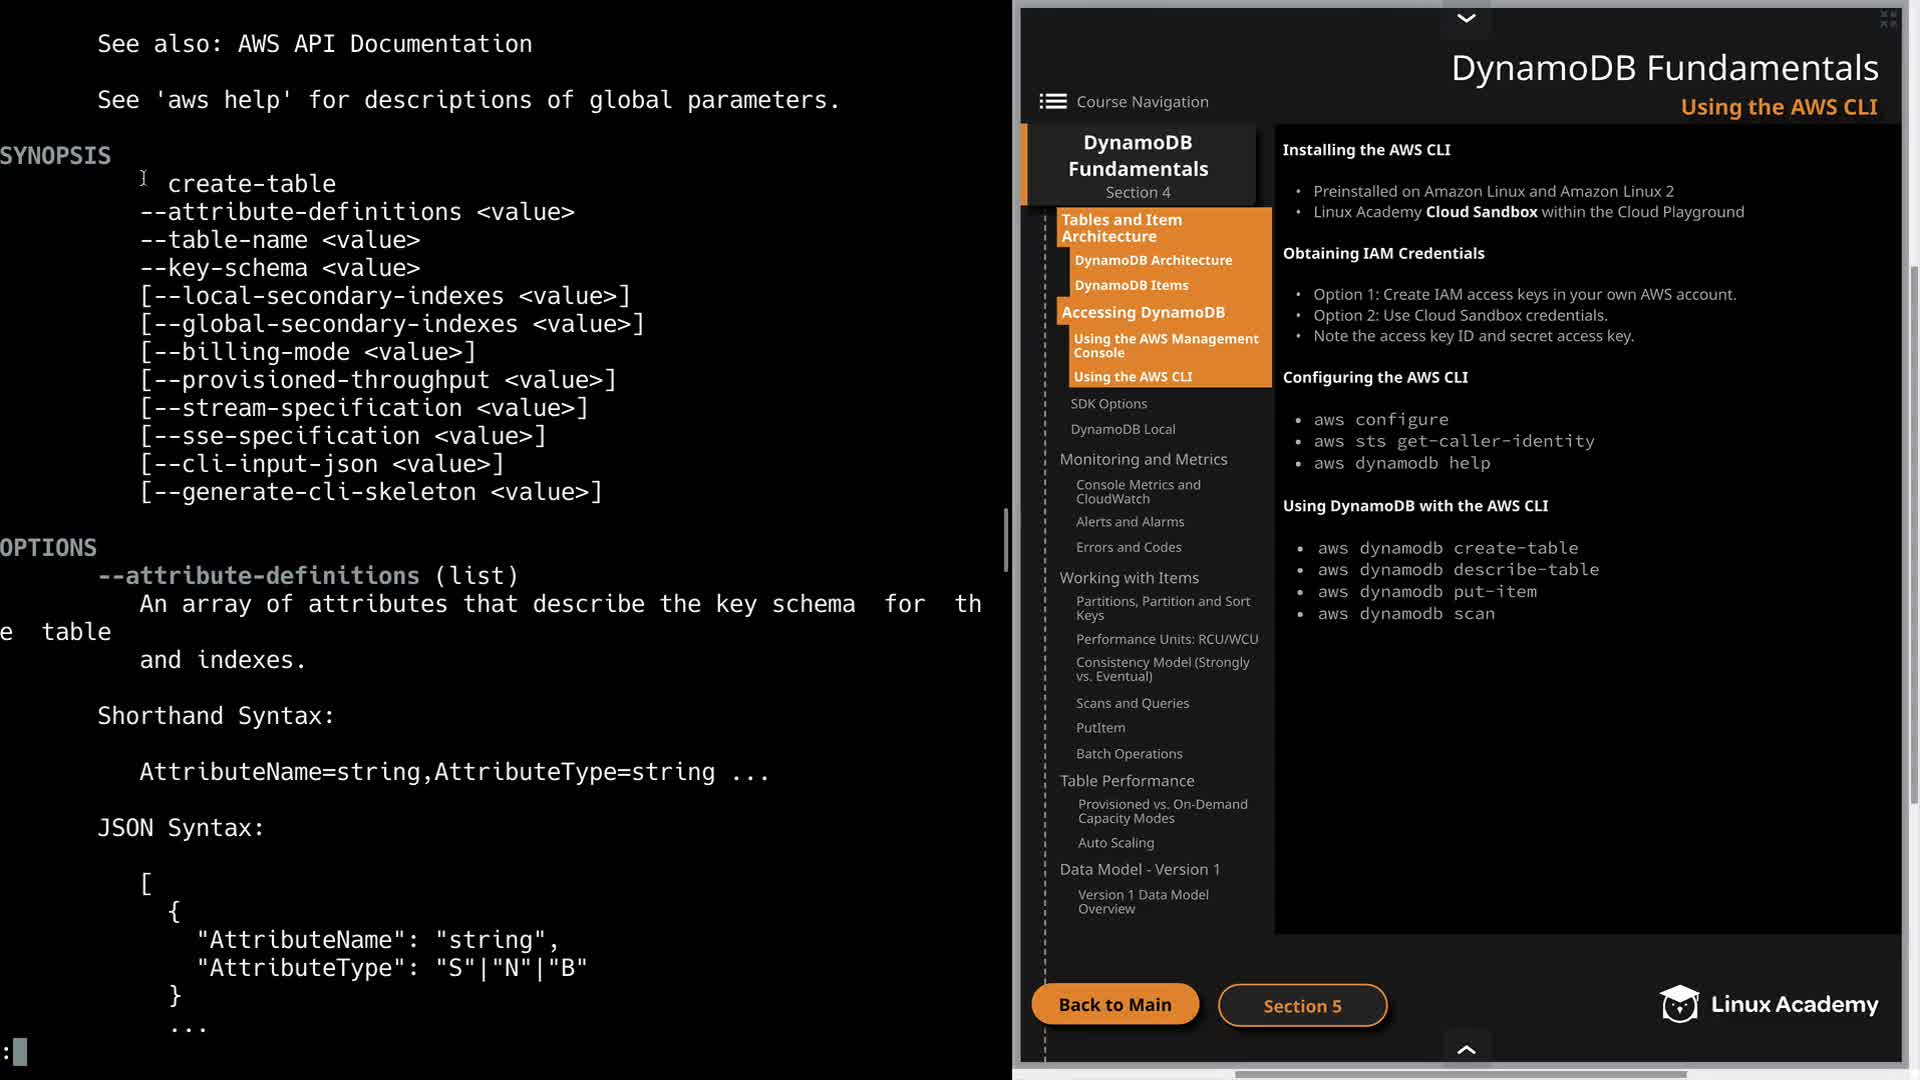 See also: AWS API Documentation
See 'aws help' for descriptions of global parameters.
SYNOPSIS
create-table
--attribute-definitions <value>
--table-name <value>
--key-schema <value>
[--local-secondary-indexes <value>]
[--global-secondary-indexes <value>]
[--billing-mode <value>]
[--provisioned-throughput <value>]
[--stream-specification <value>]
[--sse-specification <value>]
[--cli-input-json <value>]
[--generate-cli-skeleton <value>]
OPTIONS
--attribute-definitions (list)
An array of attributes that describe the key schema  for  th
e  table
and indexes.
Shorthand Syntax:
AttributeName=string,AttributeType=string ...
JSON Syntax:
[
{
"AttributeName": "string",
"AttributeType": "S"|"N"|"B"
}
...
:
DynamoDB Fundamentals
Using the AWS CLI
Course Navigation
DynamoDB
Fundamentals
Section 4
Tables and Item
Architecture
DynamoDB Architecture
DynamoDB Items
Accessing DynamoDB
Using the AWS Management
Console
Using the AWS CLI
SDK Options
DynamoDB Local
Monitoring and Metrics
Console Metrics and
CloudWatch
Alerts and Alarms
Errors and Codes
Working with Items
Partitions, Partition and Sort
Keys
Performance Units: RCU/WCU
Consistency Model (Strongly
vs. Eventual)
Scans and Queries
PutItem
Batch Operations
Table Performance
Provisioned vs. On-Demand
Capacity Modes
Auto Scaling
Data Model - Version 1
Version 1 Data Model
Overview
Installing the AWS CLI
• Preinstalled on Amazon Linux and Amazon Linux 2
• Linux Academy Cloud Sandbox within the Cloud Playground
Obtaining IAM Credentials
• Option 1: Create IAM access keys in your own AWS account.
• Option 2: Use Cloud Sandbox credentials.
• Note the access key ID and secret access key.
Configuring the AWS CLI
• aws configure
• aws sts get-caller-identity
• aws dynamodb help
Using DynamoDB with the AWS CLI
• aws dynamodb create-table
• aws dynamodb describe-table
• aws dynamodb put-item
• aws dynamodb scan
Back to Main
Section 5
Linux Academy